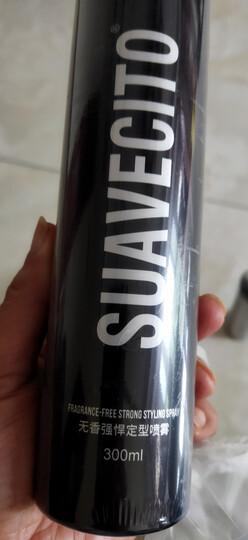 SUAVECITO®
FRAGRANCE-FREE STRONG STYLING SPRAY
无香强悍定型喷雾
300ml